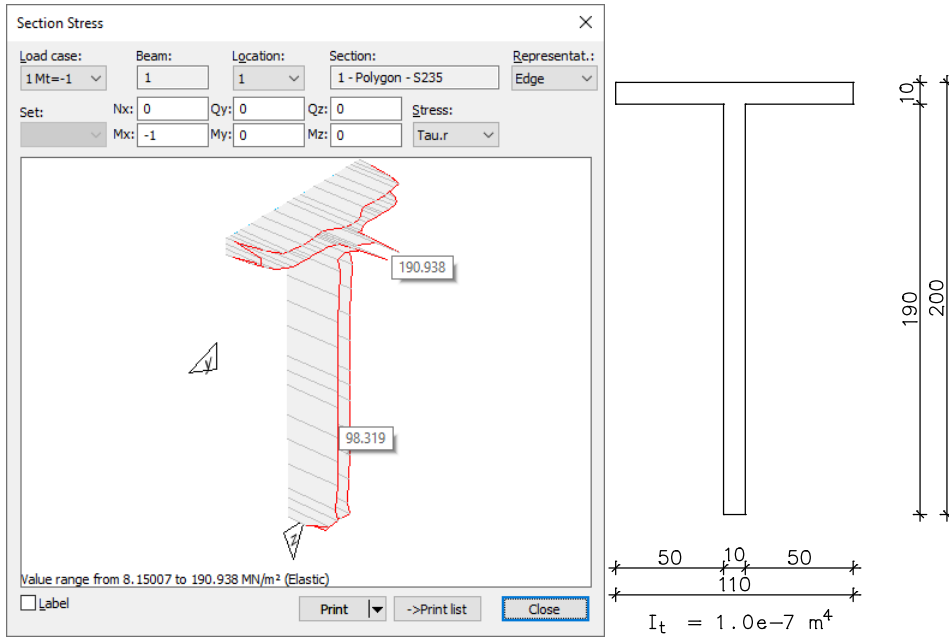 Section Stress
Load case: Beam: Location: Section: Representat.:
1 Mt=-1 1 1 1 - Polygon - S235 Edge
Set: Nx: 0 Qy: 0 Qz: 0 Stress:
Mx: -1 My: 0 Mz: 0 Tau.r
190.938
y
98.319
z
Value range from 8.15007 to 190.938 MN/m² (Elastic)
Label
Print ->Print list Close
10
190
200
50 10 50
110
I_t = 1.0e-7 m⁴